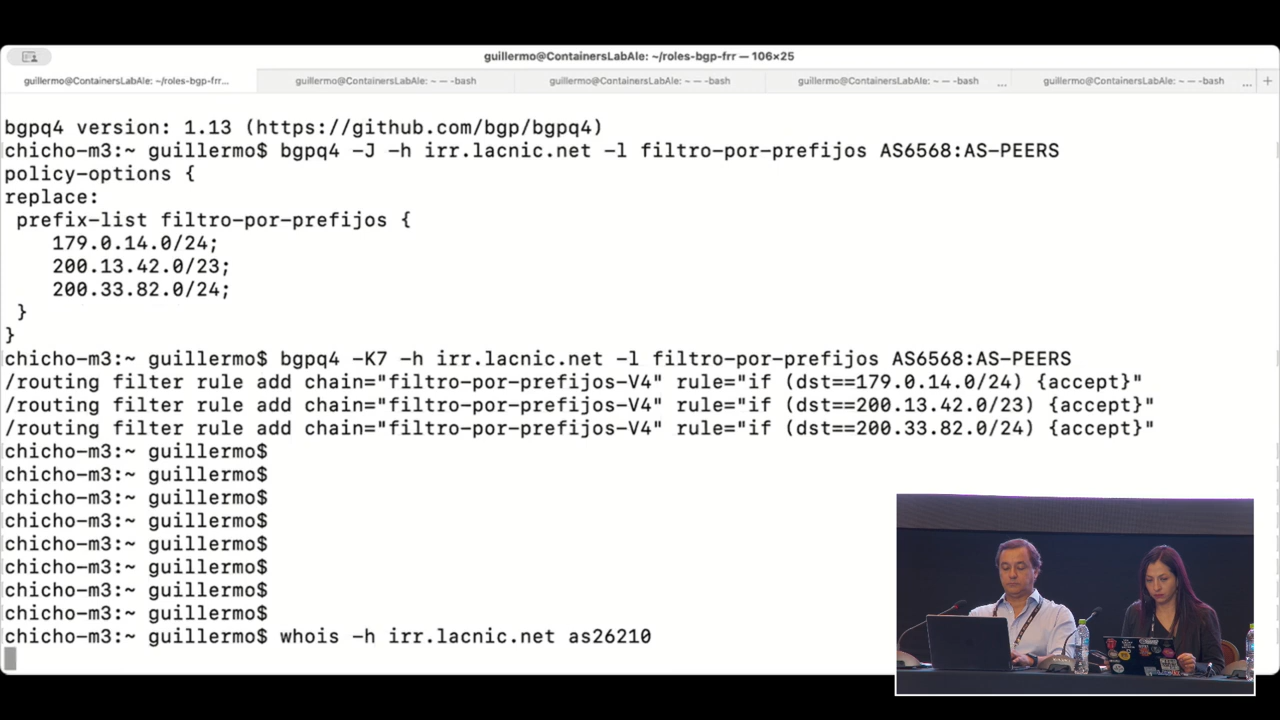 guillermo@ContainersLabAle: ~/roles-bgp-frr — 106×25
guillermo@ContainersLabAle: ~/roles-bgp-frr...
guillermo@ContainersLabAle: ~ — -bash
guillermo@ContainersLabAle: ~ — -bash
guillermo@ContainersLabAle: ~ — -bash
...
guillermo@ContainersLabAle: ~ — -bash
...
+
bgpq4 version: 1.13 (https://github.com/bgp/bgpq4)
chicho-m3:~ guillermo$ bgpq4 -J -h irr.lacnic.net -l filtro-por-prefijos AS6568:AS-PEERS
policy-options {
replace:
 prefix-list filtro-por-prefijos {
    179.0.14.0/24;
    200.13.42.0/23;
    200.33.82.0/24;
 }
}
chicho-m3:~ guillermo$ bgpq4 -K7 -h irr.lacnic.net -l filtro-por-prefijos AS6568:AS-PEERS
/routing filter rule add chain="filtro-por-prefijos-V4" rule="if (dst==179.0.14.0/24) {accept}"
/routing filter rule add chain="filtro-por-prefijos-V4" rule="if (dst==200.13.42.0/23) {accept}"
/routing filter rule add chain="filtro-por-prefijos-V4" rule="if (dst==200.33.82.0/24) {accept}"
chicho-m3:~ guillermo$
chicho-m3:~ guillermo$
chicho-m3:~ guillermo$
chicho-m3:~ guillermo$
chicho-m3:~ guillermo$
chicho-m3:~ guillermo$
chicho-m3:~ guillermo$
chicho-m3:~ guillermo$
chicho-m3:~ guillermo$ whois -h irr.lacnic.net as26210